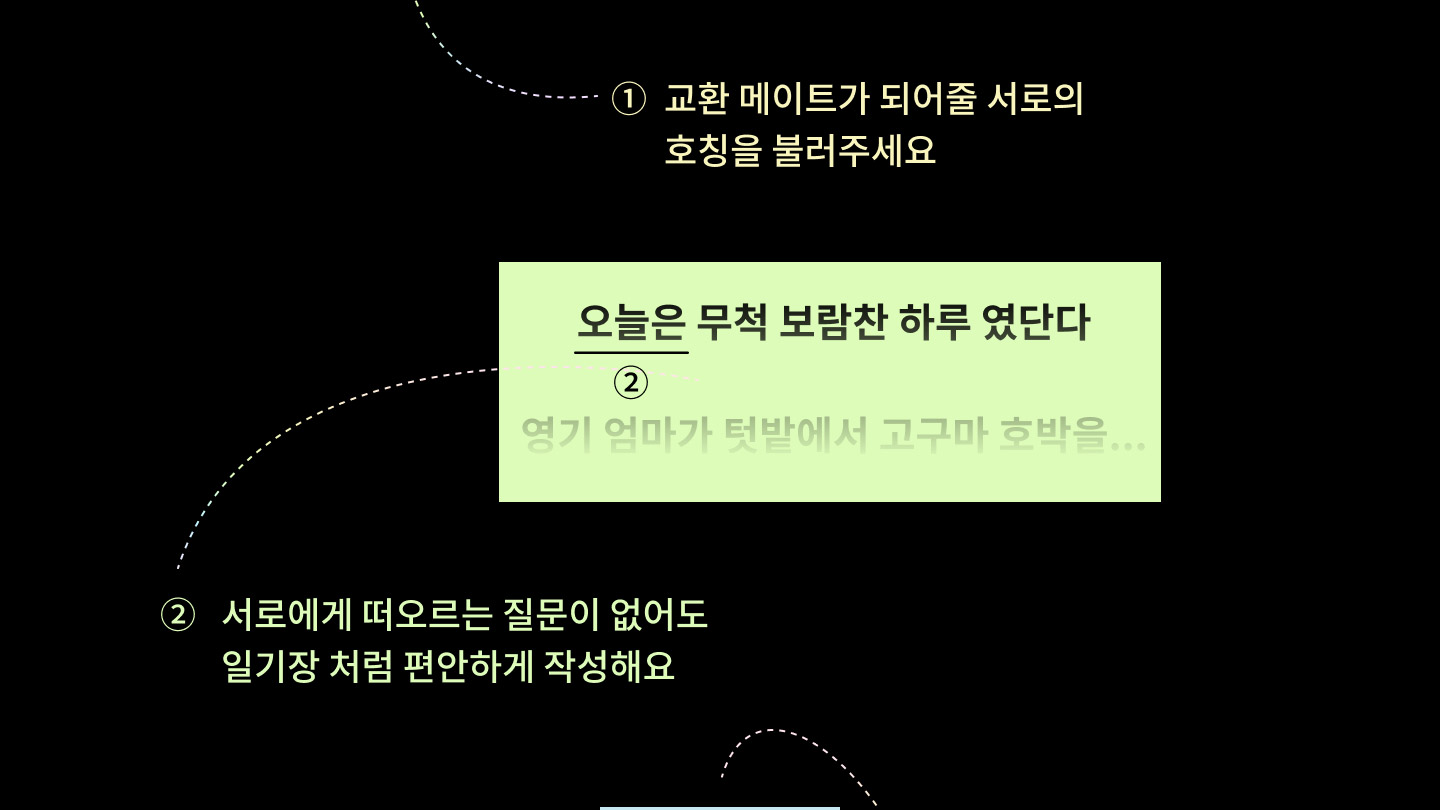 ① 교환 메이트가 되어줄 서로의
호칭을 불러주세요
오늘은 무척 보람찬 하루 였단다
②
영기 엄마가 텃밭에서 고구마 호박을...
② 서로에게 떠오르는 질문이 없어도
일기장 처럼 편안하게 작성해요